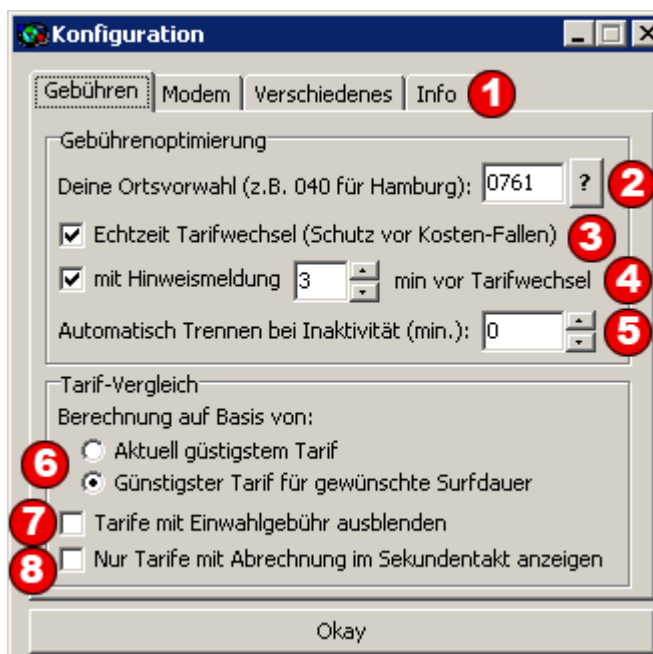 Konfiguration
Gebühren Modem Verschiedenes Info 1
Gebührenoptimierung
Deine Ortsvorwahl (z.B. 040 für Hamburg): 0761 ? 2
Echtzeit Tarifwechsel (Schutz vor Kosten-Fallen) 3
mit Hinweismeldung 3 min vor Tarifwechsel 4
Automatisch Trennen bei Inaktivität (min.): 0 5
Tarif-Vergleich
Berechnung auf Basis von:
Aktuell güstigstem Tarif
6 Günstigster Tarif für gewünschte Surfdauer
7 Tarife mit Einwahlgebühr ausblenden
8 Nur Tarife mit Abrechnung im Sekundentakt anzeigen
Okay